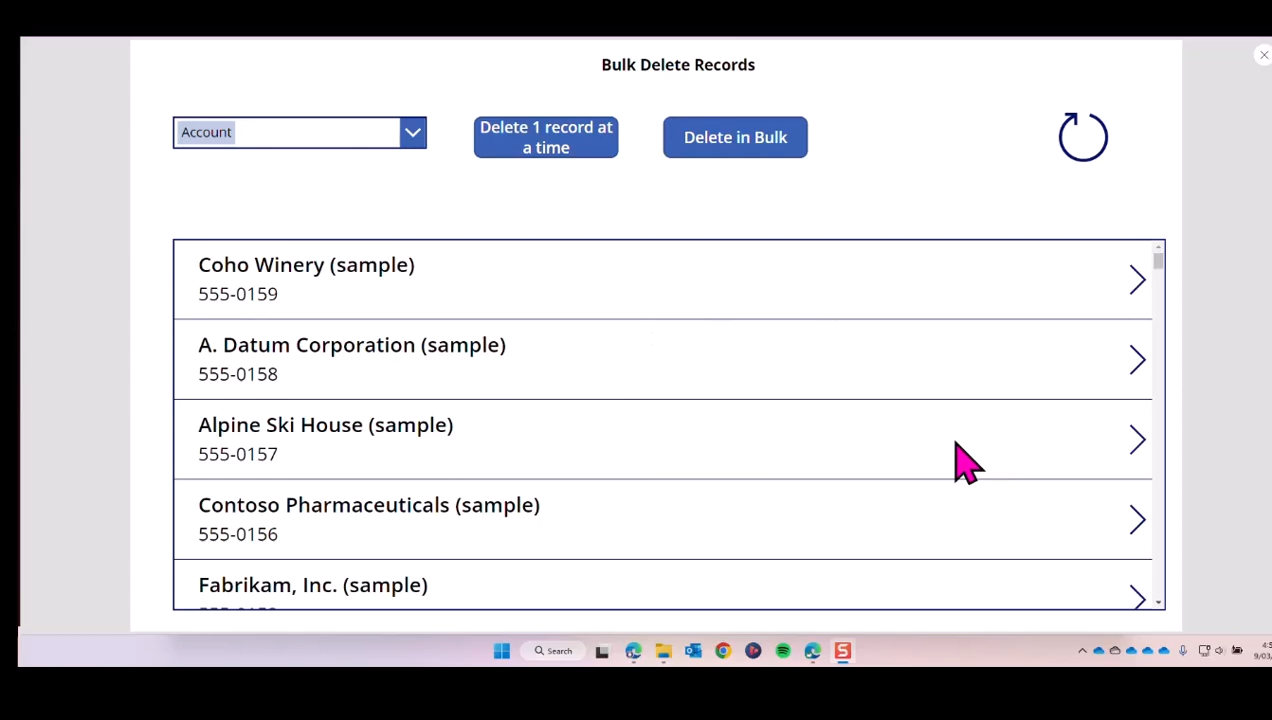 Bulk Delete Records
Account
Delete 1 record at
a time
Delete in Bulk
Coho Winery (sample)
555-0159
A. Datum Corporation (sample)
555-0158
Alpine Ski House (sample)
555-0157
Contoso Pharmaceuticals (sample)
555-0156
Fabrikam, Inc. (sample)
Search